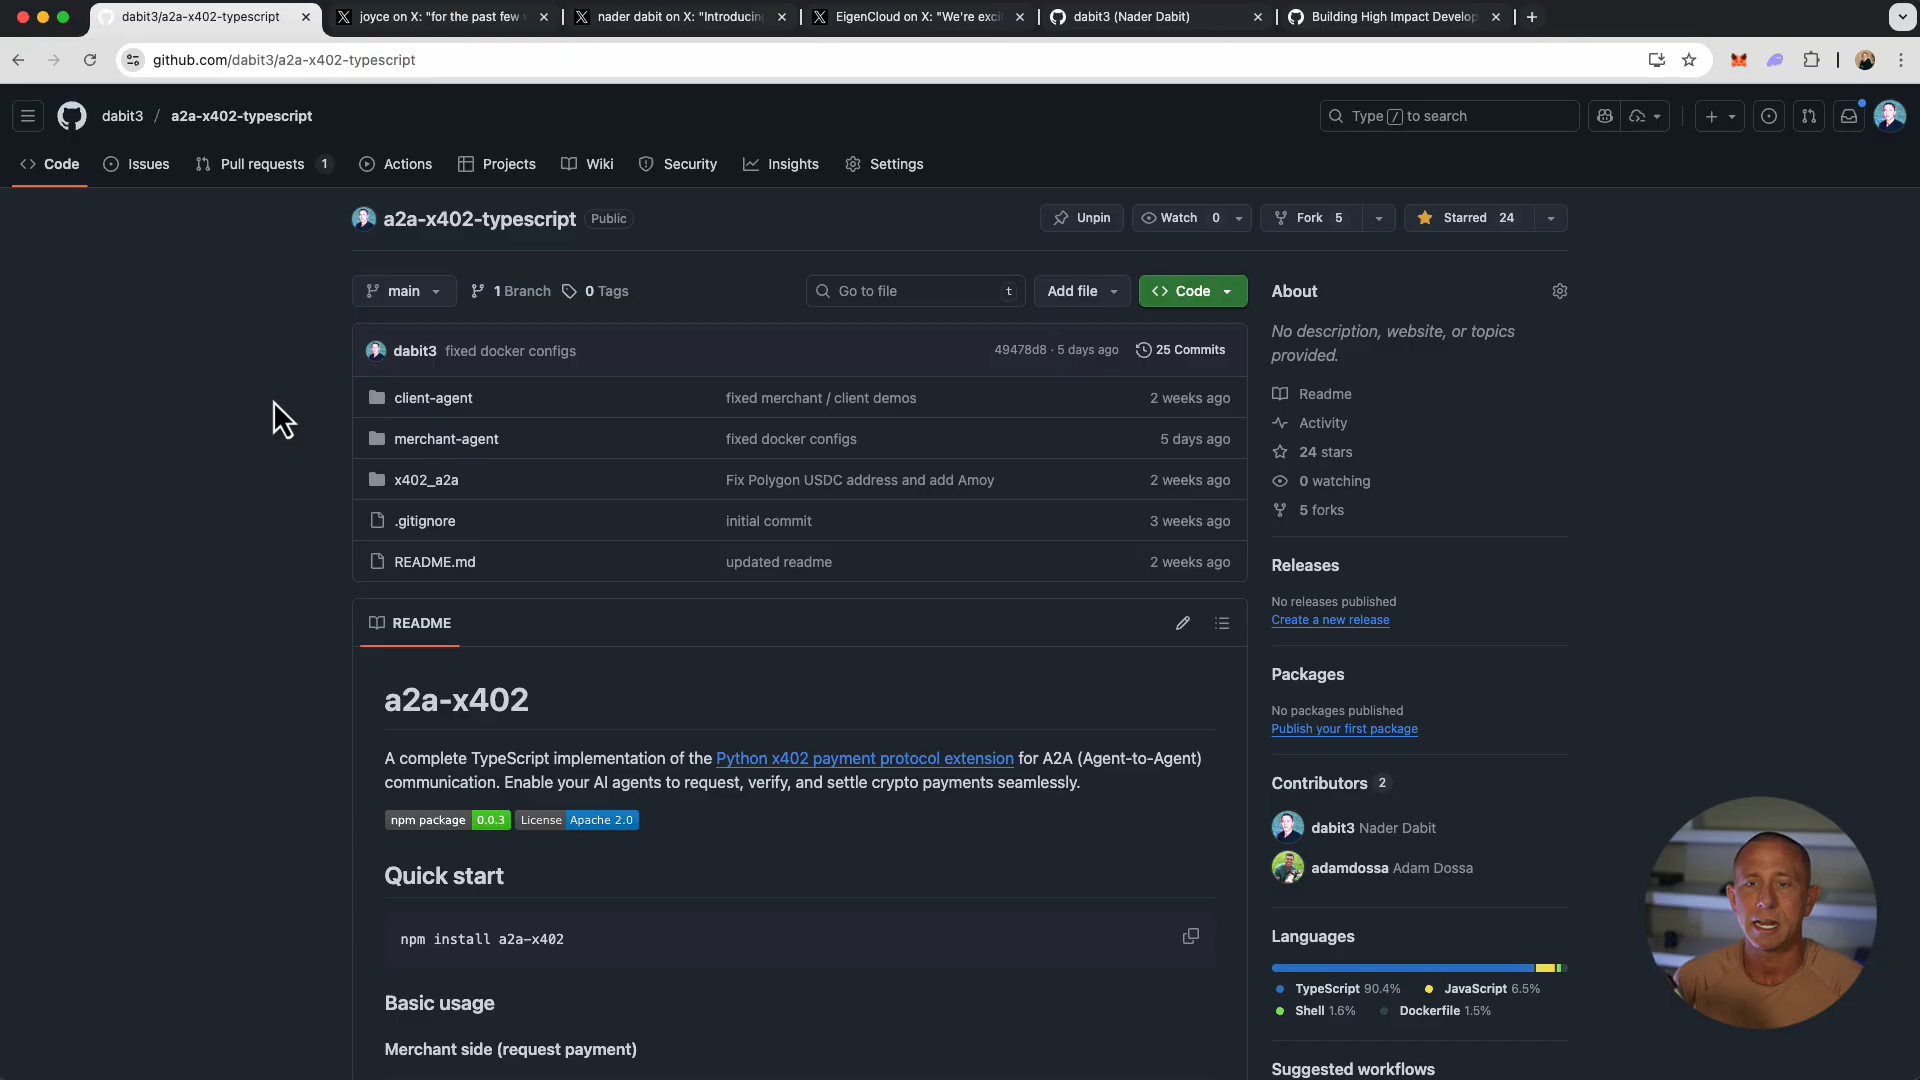 dabit3/a2a-x402-typescript
joyce on X: "for the past few
nader dabit on X: "Introducing
EigenCloud on X: "We're exci
dabit3 (Nader Dabit)
Building High Impact Develop
github.com/dabit3/a2a-x402-typescript
dabit3 / a2a-x402-typescript
Type / to search
Code
Issues
Pull requests 1
Actions
Projects
Wiki
Security
Insights
Settings
a2a-x402-typescript Public
Unpin
Watch 0
Fork 5
Starred 24
main
1 Branch
0 Tags
Go to file t
Add file
Code
dabit3 fixed docker configs 49478d8 · 5 days ago 25 Commits
client-agent fixed merchant / client demos 2 weeks ago
merchant-agent fixed docker configs 5 days ago
x402_a2a Fix Polygon USDC address and add Amoy 2 weeks ago
.gitignore initial commit 3 weeks ago
README.md updated readme 2 weeks ago
README
a2a-x402
A complete TypeScript implementation of the Python x402 payment protocol extension for A2A (Agent-to-Agent)
communication. Enable your AI agents to request, verify, and settle crypto payments seamlessly.
npm package 0.0.3 License Apache 2.0
Quick start
npm install a2a-x402
Basic usage
Merchant side (request payment)
About
No description, website, or topics
provided.
Readme
Activity
24 stars
0 watching
5 forks
Releases
No releases published
Create a new release
Packages
No packages published
Publish your first package
Contributors 2
dabit3 Nader Dabit
adamdossa Adam Dossa
Languages
TypeScript 90.4% JavaScript 6.5%
Shell 1.6% Dockerfile 1.5%
Suggested workflows